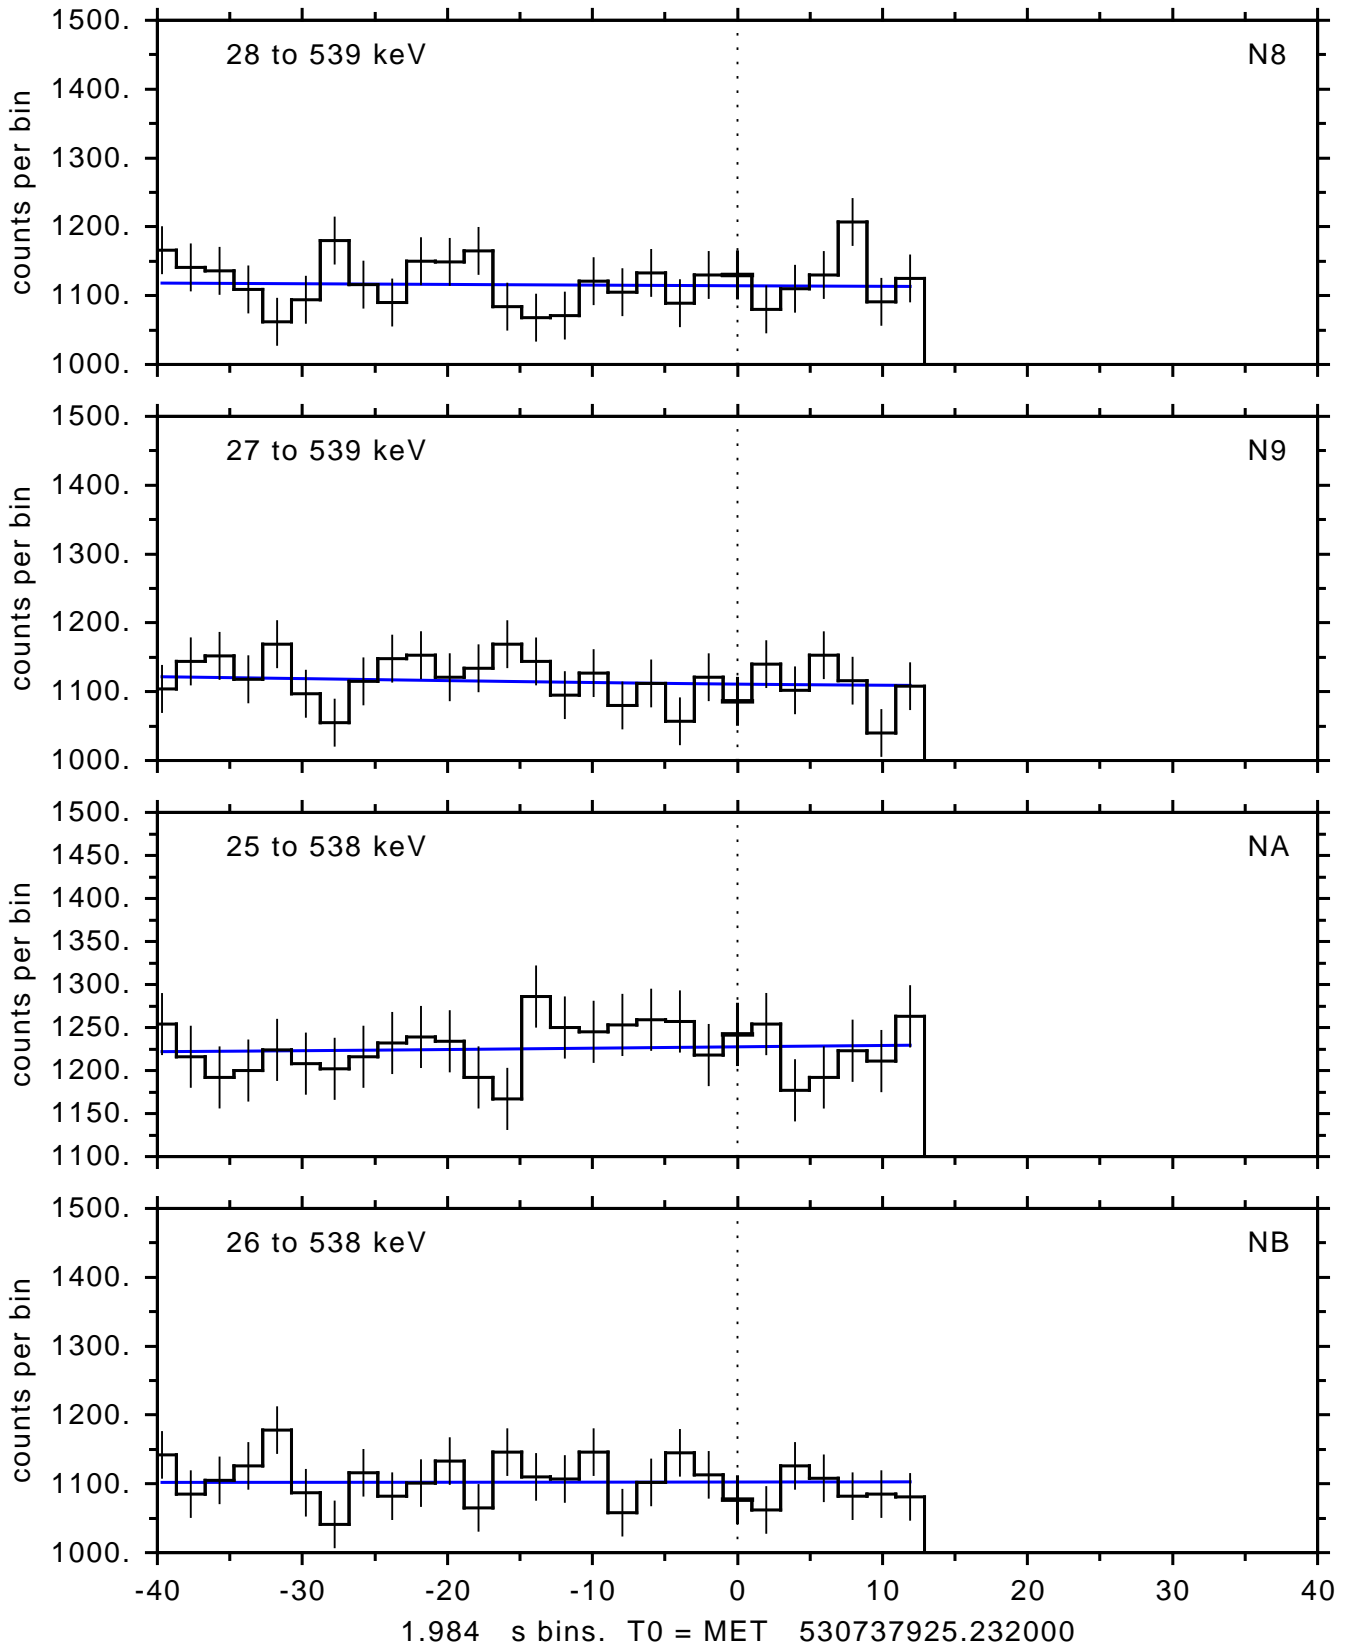 1500.
28 to 539 keV N8
1400.
1300.
1200.
1100.
1000.
counts per bin
1500.
27 to 539 keV N9
1400.
1300.
1200.
1100.
1000.
counts per bin
1500.
25 to 538 keV NA
1450.
1400.
1350.
1300.
1250.
1200.
1150.
1100.
counts per bin
1500.
26 to 538 keV NB
1400.
1300.
1200.
1100.
1000.
counts per bin
-40 -30 -20 -10 0 10 20 30 40
1.984 s bins. T0 = MET 530737925.232000